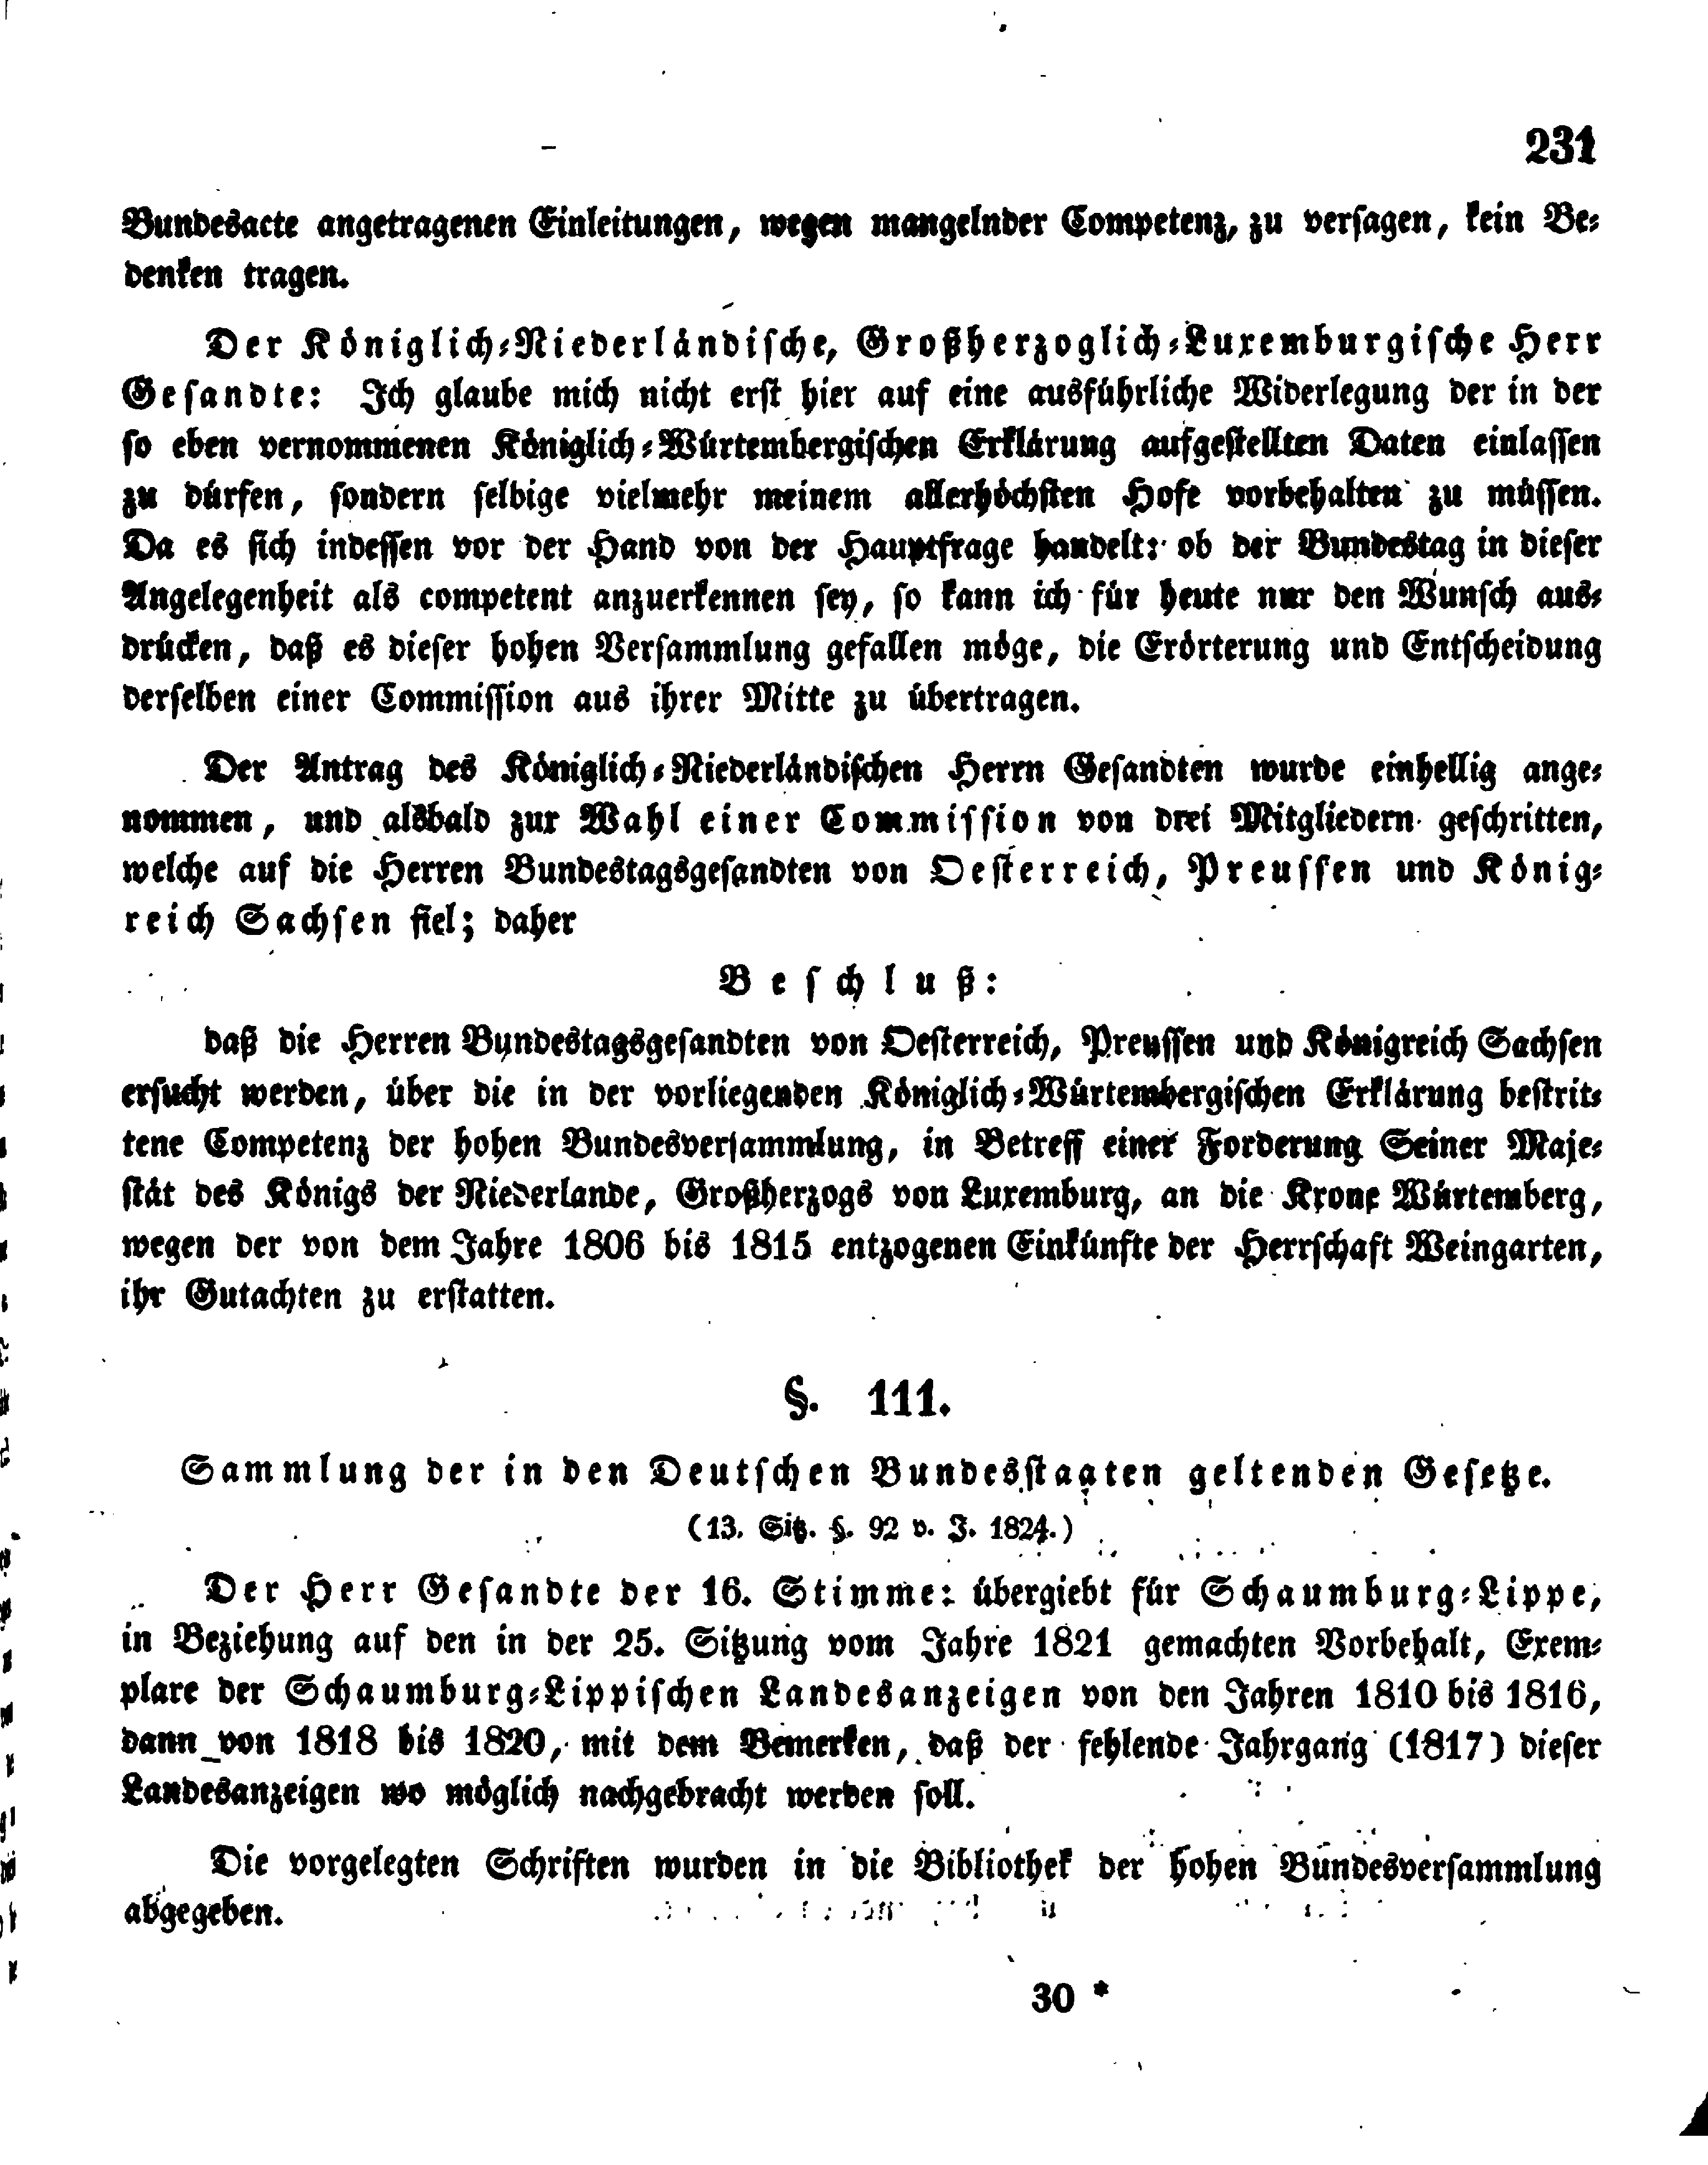 231
Bundesacte angetragenen Einleitungen, wegen mangelnder Competenz, zu versagen, kein Be-
denken tragen.
Der Königlich-Niederländische, Großherzoglich-Luxemburgische Herr
Gesandte: Ich glaube mich nicht erst hier auf eine ausführliche Widerlegung der in der
so eben vernommenen Königlich-Würtembergischen Erklärung aufgestellten Daten einlassen
zu dürfen, sondern selbige vielmehr meinem allerhöchsten Hofe vorbehalten zu müssen.
Da es sich indessen vor der Hand von der Hauptfrage handelt: ob der Bundestag in dieser
Angelegenheit als competent anzuerkennen sey, so kann ich für heute nur den Wunsch aus-
drücken, daß es dieser hohen Versammlung gefallen möge, die Erörterung und Entscheidung
derselben einer Commission aus ihrer Mitte zu übertragen.
Der Antrag des Königlich-Niederländischen Herrn Gesandten wurde einhellig ange-
nommen, und alsbald zur Wahl einer Commission von drei Mitgliedern geschritten,
welche auf die Herren Bundestagsgesandten von Oesterreich, Preussen und König-
reich Sachsen fiel; daher
Beschluß:
daß die Herren Bundestagsgesandten von Oesterreich, Preussen und Königreich Sachsen
ersucht werden, über die in der vorliegenden Königlich-Würtembergischen Erklärung bestrit-
tene Competenz der hohen Bundesversammlung, in Betreff einer Forderung Seiner Maje-
stät des Königs der Niederlande, Großherzogs von Luxemburg, an die Krone Würtemberg,
wegen der von dem Jahre 1806 bis 1815 entzogenen Einkünfte der Herrschaft Weingarten,
ihr Gutachten zu erstatten.
§. 111.
Sammlung der in den Deutschen Bundesstaaten geltenden Gesetze.
(13. Sitz. §. 92 v. J. 1824.)
Der Herr Gesandte der 16. Stimme: übergiebt für Schaumburg-Lippe,
in Beziehung auf den in der 25. Sitzung vom Jahre 1821 gemachten Vorbehalt, Exem-
plare der Schaumburg-Lippischen Landesanzeigen von den Jahren 1810 bis 1816,
dann von 1818 bis 1820, mit dem Bemerken, daß der fehlende Jahrgang (1817) dieser
Landesanzeigen wo möglich nachgebracht werden soll.
Die vorgelegten Schriften wurden in die Bibliothek der hohen Bundesversammlung
abgegeben.
30 *